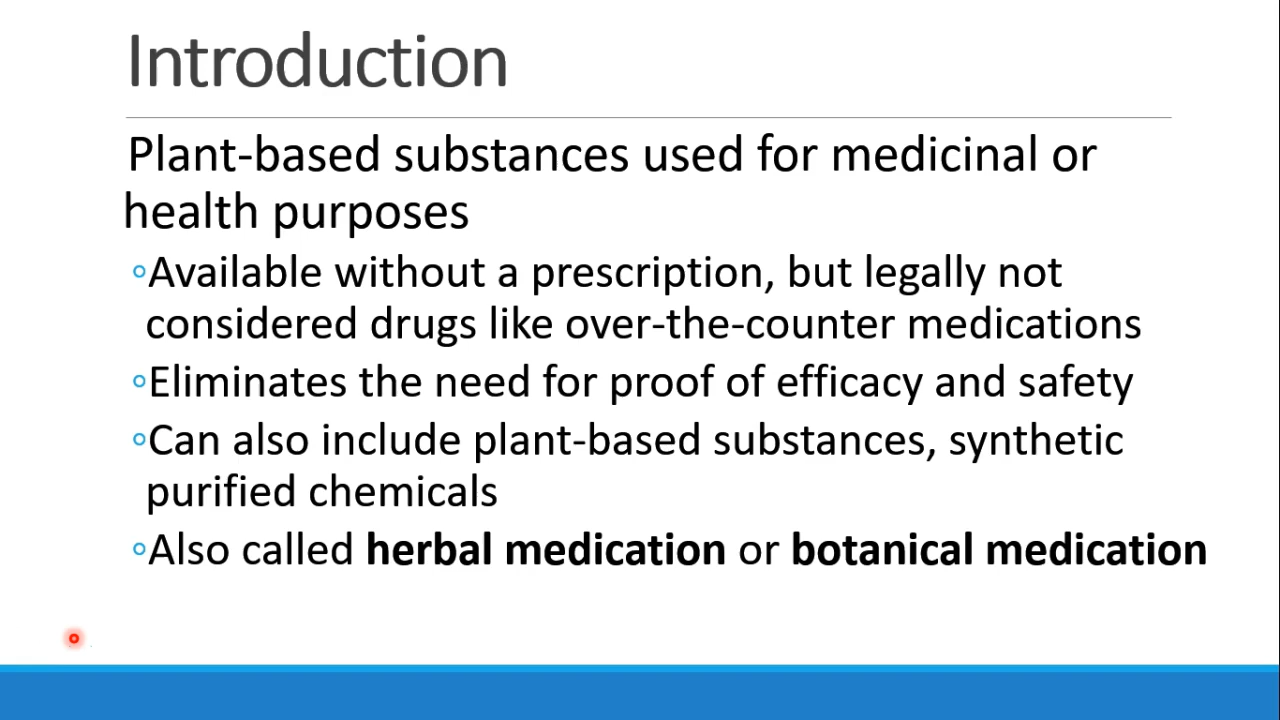 Introduction
Plant-based substances used for medicinal or
health purposes
◦Available without a prescription, but legally not
considered drugs like over-the-counter medications
◦Eliminates the need for proof of efficacy and safety
◦Can also include plant-based substances, synthetic
purified chemicals
◦Also called herbal medication or botanical medication